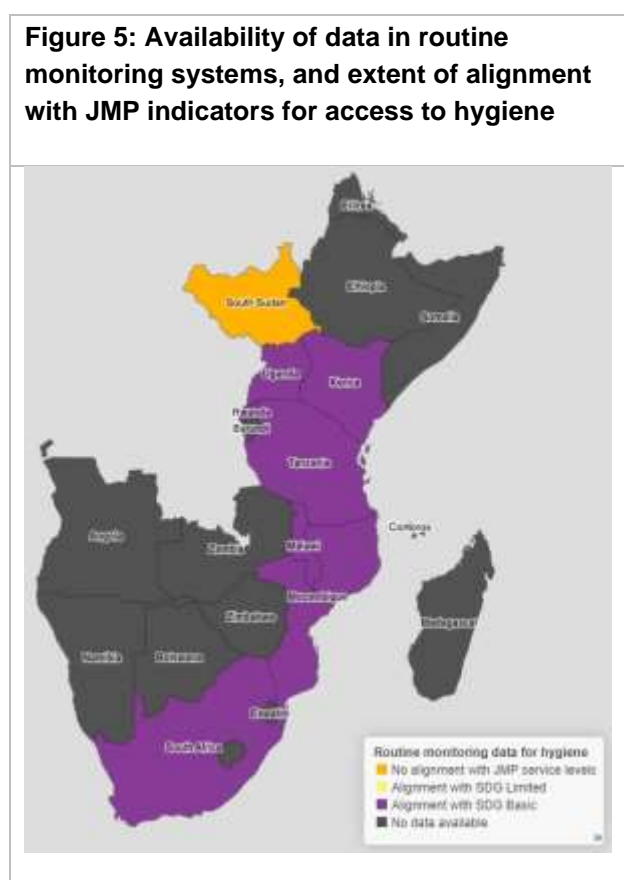 Figure 5: Availability of data in routine
monitoring systems, and extent of alignment
with JMP indicators for access to hygiene
Eritrea
Ethiopia
South Sudan
Somalia
Uganda
Kenya
Rwanda
Burundi
Tanzania
Comoros
Angola
Zambia
Malawi
Mozambique
Zimbabwe
Madagascar
Namibia
Botswana
Eswatini
South Africa
Routine monitoring data for hygiene
No alignment with JMP service levels
Alignment with SDG Limited
Alignment with SDG Basic
No data available